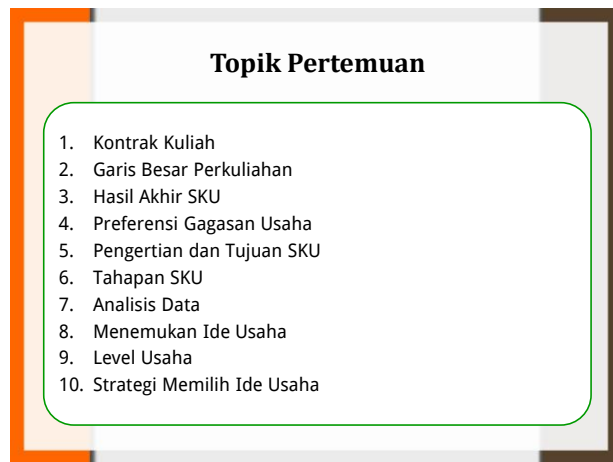 Topik Pertemuan
1. Kontrak Kuliah
2. Garis Besar Perkuliahan
3. Hasil Akhir SKU
4. Preferensi Gagasan Usaha
5. Pengertian dan Tujuan SKU
6. Tahapan SKU
7. Analisis Data
8. Menemukan Ide Usaha
9. Level Usaha
10. Strategi Memilih Ide Usaha